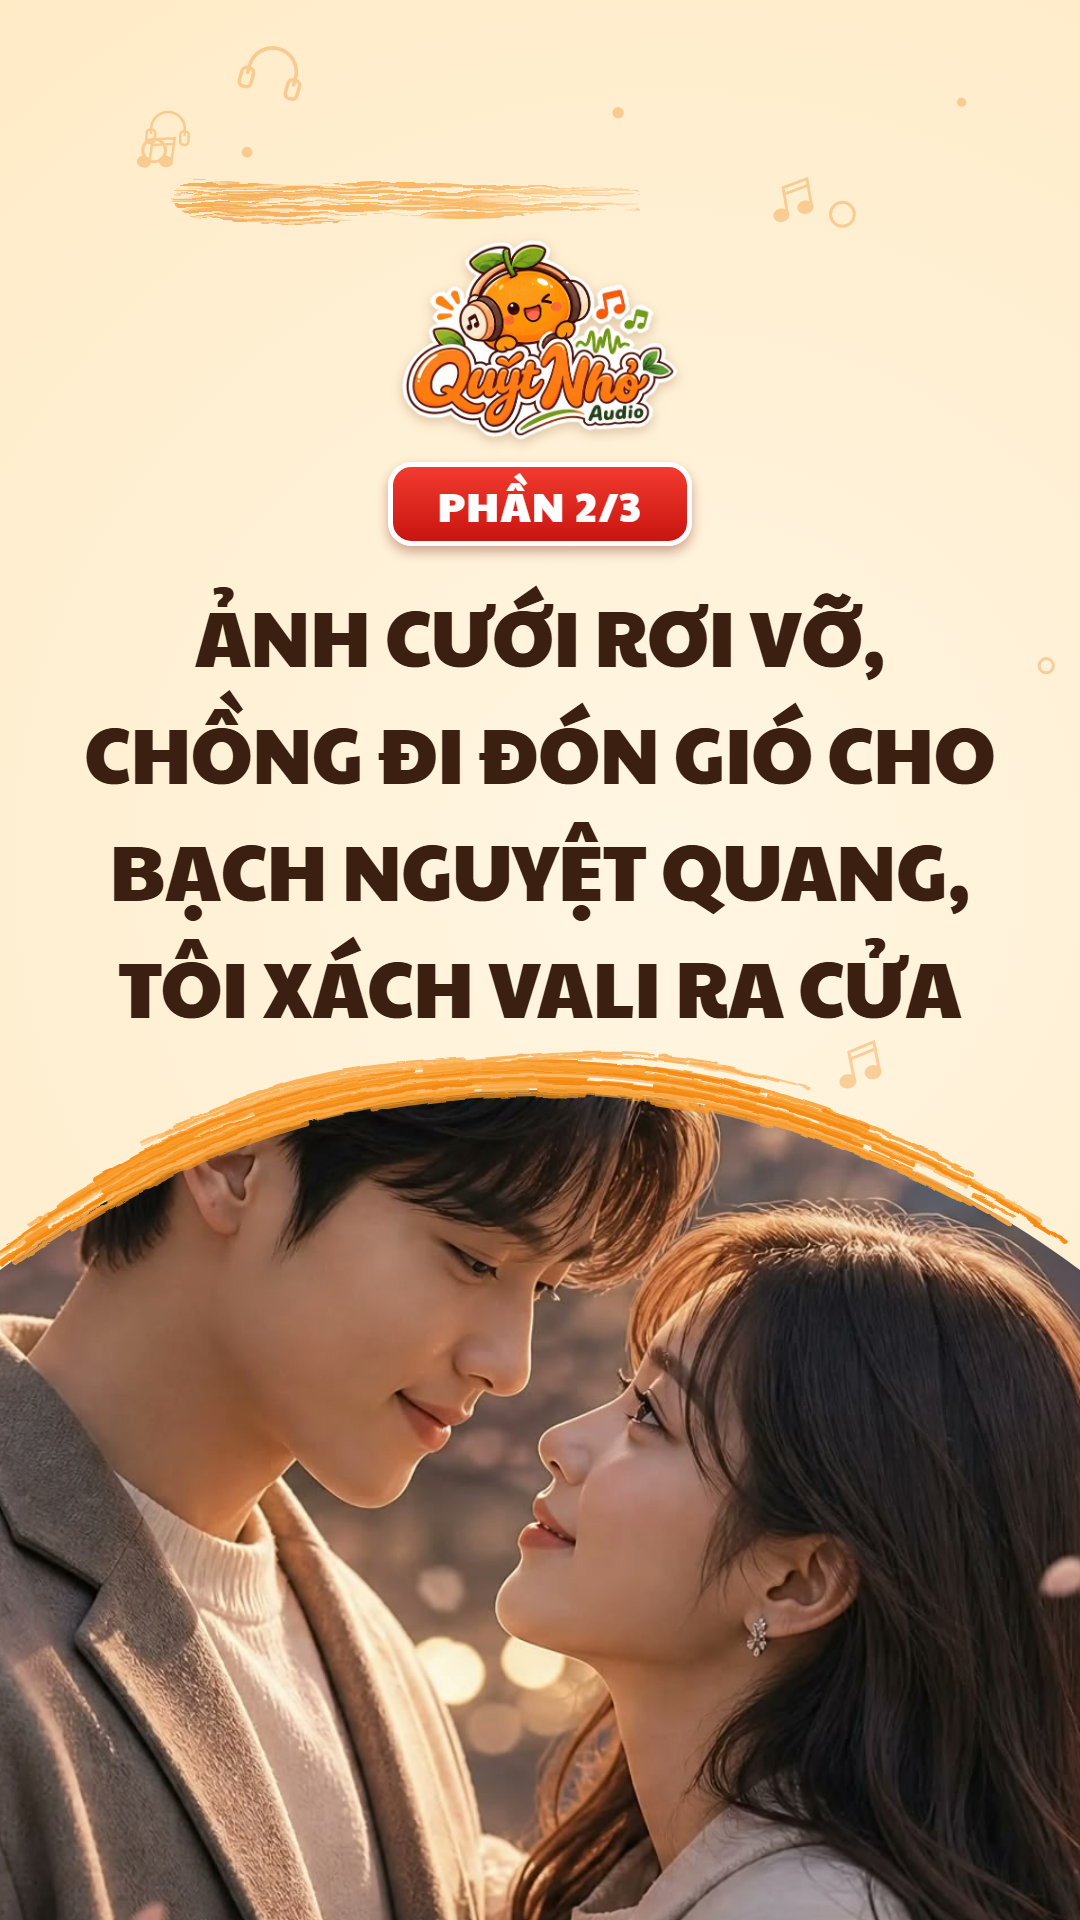 Quýt Nhỏ
Audio
PHẦN 2/3
ẢNH CƯỚI RƠI VỠ,
CHỒNG ĐI ĐÓN GIÓ CHO
BẠCH NGUYỆT QUANG,
TÔI XÁCH VALI RA CỬA